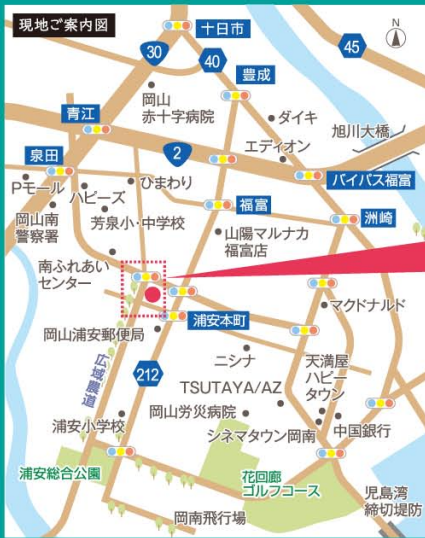 現地ご案内図
十日市
N
30
40
45
豊成
岡山
赤十字病院
ダイキ
青江
旭川大橋
エディオン
2
泉田
バイパス福富
Pモール
ひまわり
ハピーズ
福富
洲崎
岡山南
警察署
芳泉小・中学校
山陽マルナカ
福富店
南ふれあい
センター
マクドナルド
浦安本町
岡山浦安郵便局
広域農道
212
ニシナ
天満屋
ハピー
タウン
TSUTAYA/AZ
浦安小学校
岡山労災病院
シネマタウン岡南
中国銀行
浦安総合公園
花回廊
ゴルフコース
児島湾
締切堤防
岡南飛行場